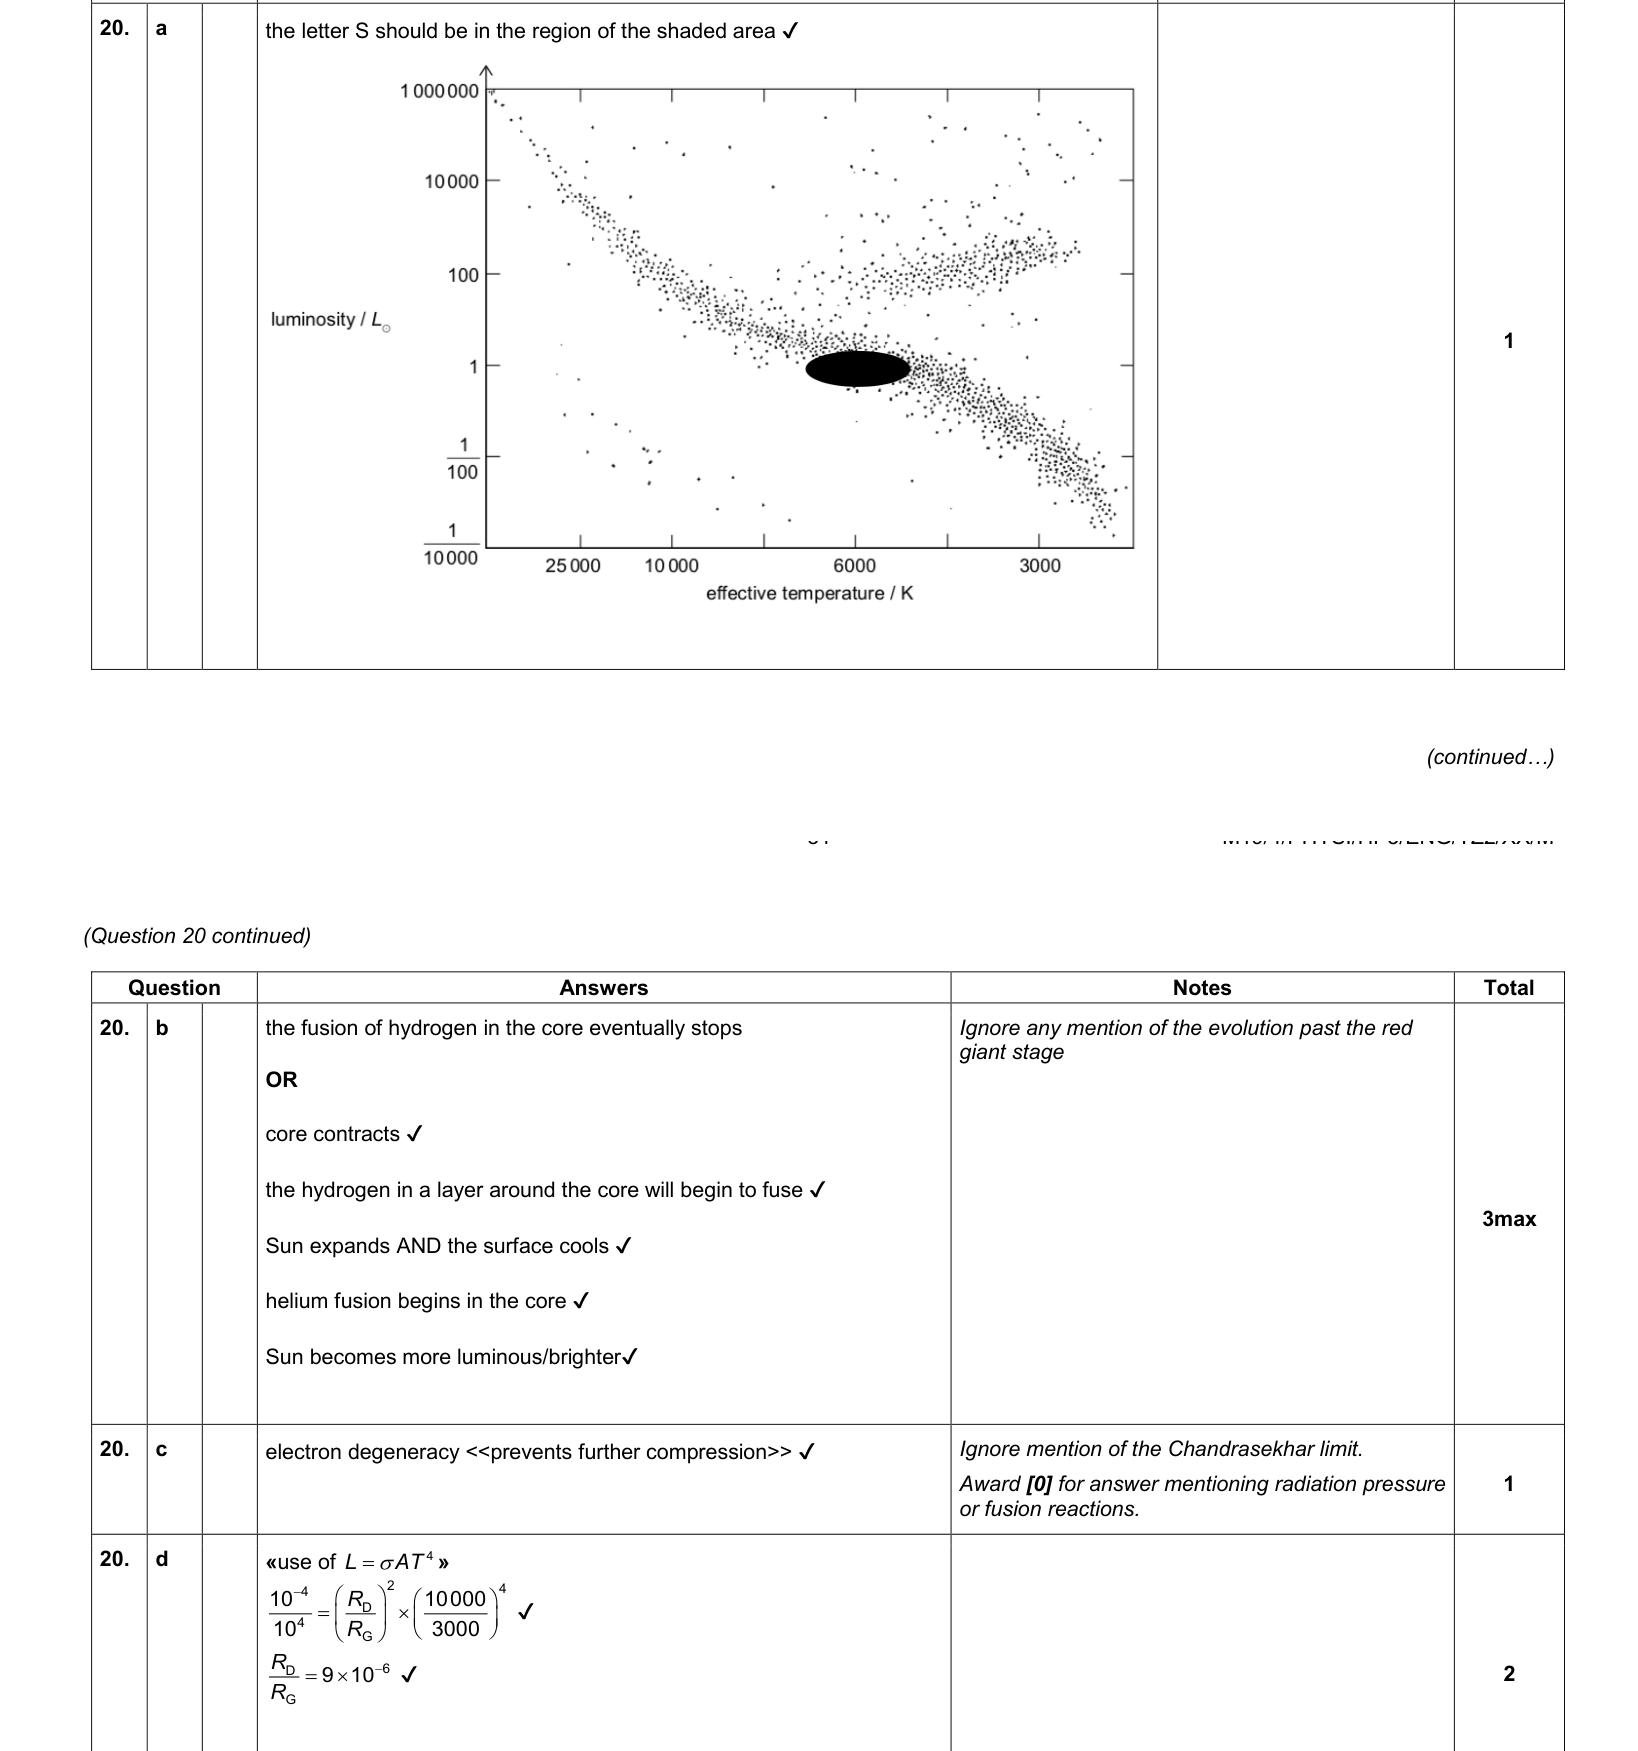 20. a the letter S should be in the region of the shaded area ✓
1 000 000
10 000
100
luminosity / L☉
1
1
1/100
1/10 000
25 000 10 000 6000 3000
effective temperature / K
(continued…)
(Question 20 continued)
Question Answers Notes Total
20. b the fusion of hydrogen in the core eventually stops Ignore any mention of the evolution past the red
giant stage
OR
core contracts ✓
the hydrogen in a layer around the core will begin to fuse ✓
3max
Sun expands AND the surface cools ✓
helium fusion begins in the core ✓
Sun becomes more luminous/brighter✓
20. c electron degeneracy <<prevents further compression>> ✓ Ignore mention of the Chandrasekhar limit.
Award [0] for answer mentioning radiation pressure
or fusion reactions.
1
20. d «use of L = σAT⁴»
10⁻⁴/10⁴ = (R_D/R_G)² × (10 000/3000)⁴ ✓
R_D/R_G = 9×10⁻⁶ ✓
2